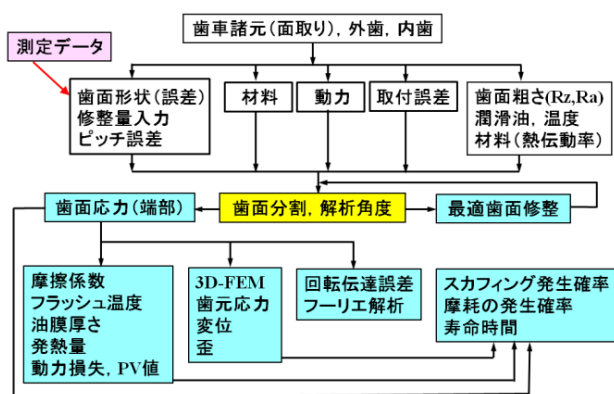 歯車諸元(面取り), 外歯, 内歯
測定データ
歯面形状(誤差)
修整量入力
ピッチ誤差
材料
動力
取付誤差
歯面粗さ(Rz,Ra)
潤滑油, 温度
材料(熱伝動率)
歯面応力(端部)
歯面分割, 解析角度
最適歯面修整
摩擦係数
フラッシュ温度
油膜厚さ
発熱量
動力損失, PV値
3D-FEM
歯元応力
変位
歪
回転伝達誤差
フーリエ解析
スカフィング発生確率
摩耗の発生確率
寿命時間